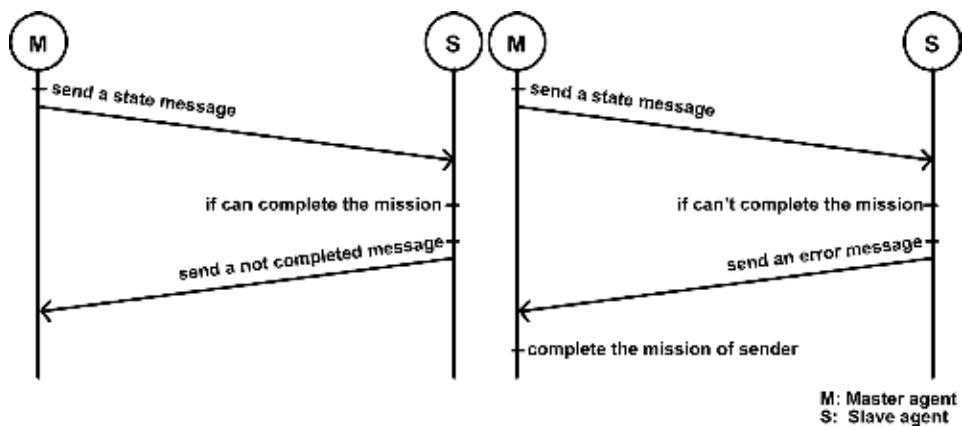 M
S
send a state message
if can complete the mission
send a not completed message
M
S
send a state message
if can't complete the mission
send an error message
complete the mission of sender
M: Master agent
S: Slave agent